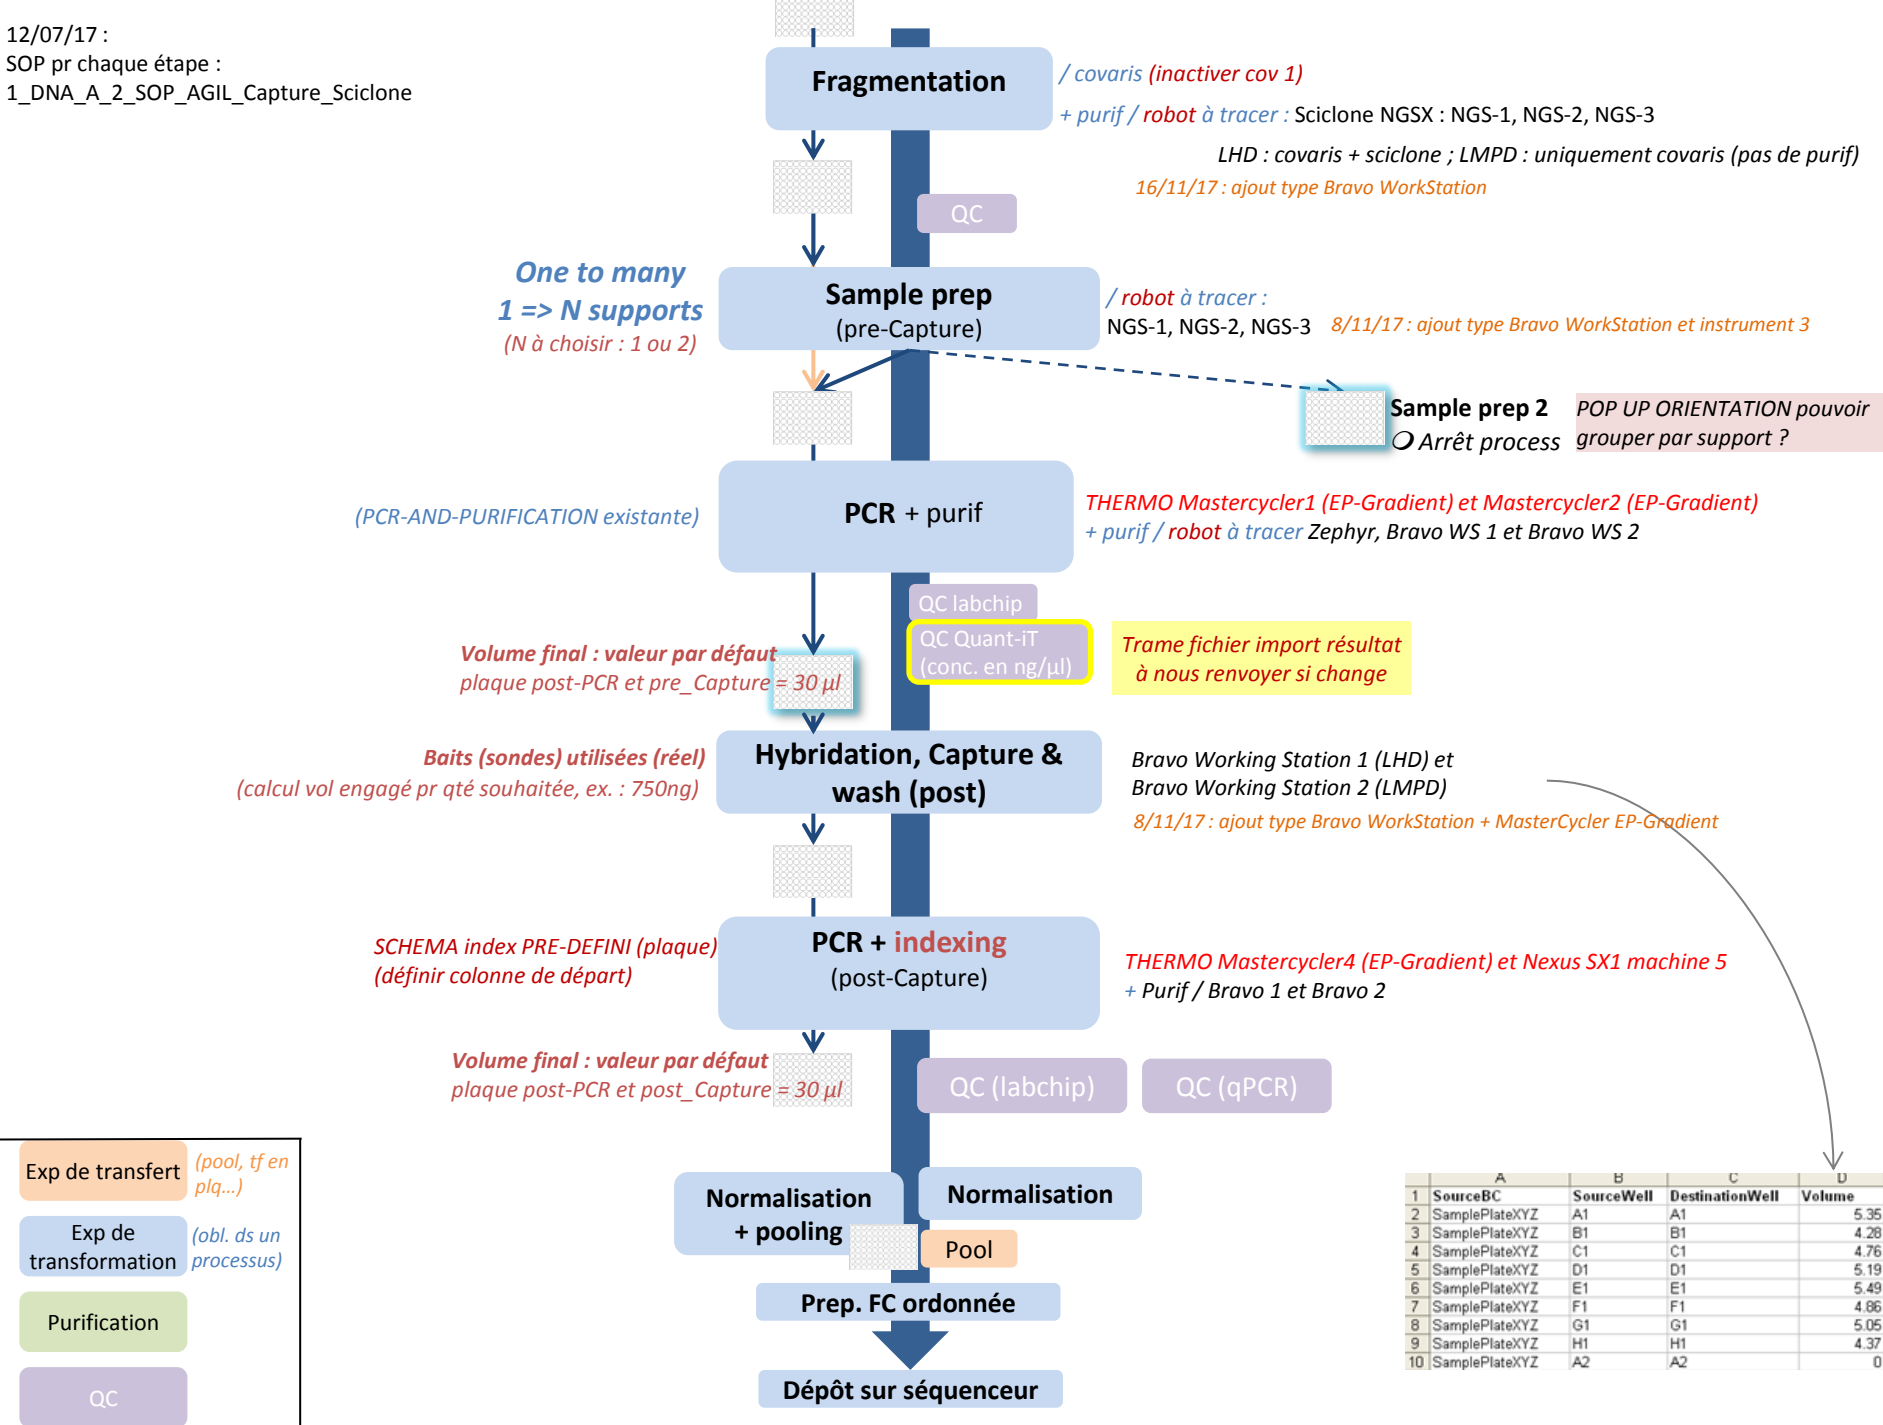 12/07/17 :
SOP pr chaque étape :
1_DNA_A_2_SOP_AGIL_Capture_Sciclone
Fragmentation
/ covaris (inactiver cov 1)
+ purif / robot à tracer : Sciclone NGSX : NGS-1, NGS-2, NGS-3
LHD : covaris + sciclone ; LMPD : uniquement covaris (pas de purif)
16/11/17 : ajout type Bravo WorkStation
QC
One to many
1 => N supports
(N à choisir : 1 ou 2)
Sample prep
(pre-Capture)
/ robot à tracer :
NGS-1, NGS-2, NGS-3
8/11/17 : ajout type Bravo WorkStation et instrument 3
Sample prep 2
❍ Arrêt process
POP UP ORIENTATION pouvoir
grouper par support ?
(PCR-AND-PURIFICATION existante)
PCR + purif
THERMO Mastercycler1 (EP-Gradient) et Mastercycler2 (EP-Gradient)
+ purif / robot à tracer Zephyr, Bravo WS 1 et Bravo WS 2
QC labchip
QC Quant-iT
(conc. en ng/µl)
Trame fichier import résultat
à nous renvoyer si change
Volume final : valeur par défaut
plaque post-PCR et pre_Capture = 30 µl
Baits (sondes) utilisées (réel)
(calcul vol engagé pr qté souhaitée, ex. : 750ng)
Hybridation, Capture &
wash (post)
Bravo Working Station 1 (LHD) et
Bravo Working Station 2 (LMPD)
8/11/17 : ajout type Bravo WorkStation + MasterCycler EP-Gradient
SCHEMA index PRE-DEFINI (plaque)
(définir colonne de départ)
PCR + indexing
(post-Capture)
THERMO Mastercycler4 (EP-Gradient) et Nexus SX1 machine 5
+ Purif / Bravo 1 et Bravo 2
Volume final : valeur par défaut
plaque post-PCR et post_Capture = 30 µl
QC (labchip)
QC (qPCR)
Normalisation
+ pooling
Normalisation
Pool
Prep. FC ordonnée
Dépôt sur séquenceur
Exp de transfert
(pool, tf en
plq...)
Exp de
transformation
(obl. ds un
processus)
Purification
QC
A B C D
1 SourceBC SourceWell DestinationWell Volume
2 SamplePlateXYZ A1 A1 5.35
3 SamplePlateXYZ B1 B1 4.28
4 SamplePlateXYZ C1 C1 4.76
5 SamplePlateXYZ D1 D1 5.19
6 SamplePlateXYZ E1 E1 5.49
7 SamplePlateXYZ F1 F1 4.86
8 SamplePlateXYZ G1 G1 5.05
9 SamplePlateXYZ H1 H1 4.37
10 SamplePlateXYZ A2 A2 0